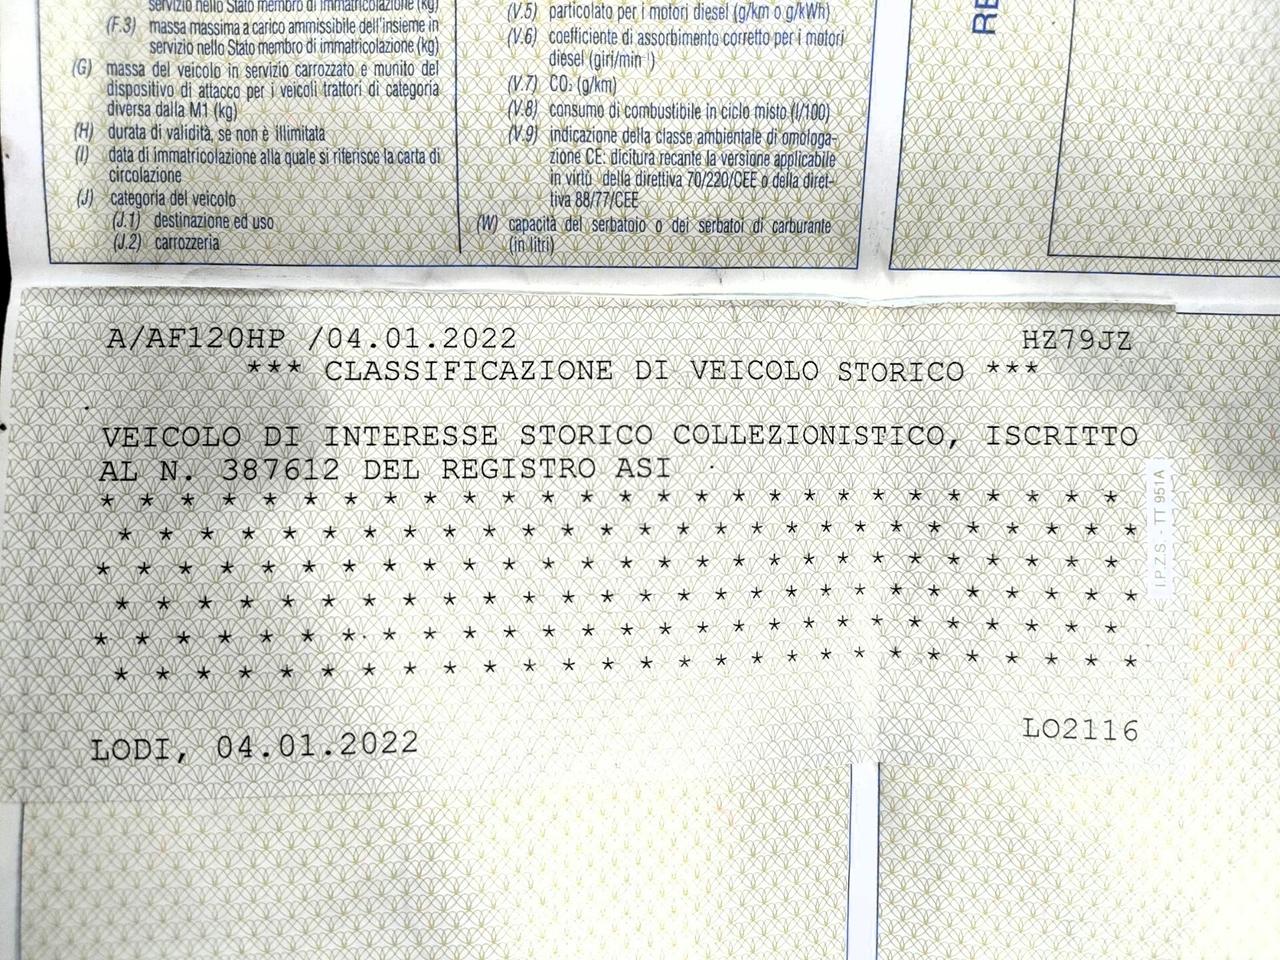 servizio nello Stato membro di immatricolazione (kg)
(F.3) massa massima a carico ammissibile dell'insieme in
servizio nello Stato membro di immatricolazione (kg)
(G) massa del veicolo in servizio carrozzato e munito del
dispositivo di attacco per i veicoli trattori di categoria
diversa dalla M1 (kg)
(H) durata di validità, se non è illimitata
(I) data di immatricolazione alla quale si riferisce la carta di
circolazione
(J) categoria del veicolo
(J.1) destinazione ed uso
(J.2) carrozzeria
(V.5) particolato per i motori diesel (g/km o g/kWh)
(V.6) coefficiente di assorbimento corretto per i motori
diesel (giri/min⁻¹)
(V.7) CO₂ (g/km)
(V.8) consumo di combustibile in ciclo misto (l/100)
(V.9) indicazione della classe ambientale di omologa-
zione CE: dicitura recante la versione applicabile
in virtù della direttiva 70/220/CEE o della diret-
tiva 88/77/CEE
(W) capacità del serbatoio o dei serbatoi di carburante
(in litri)
RE
A/AF120HP /04.01.2022 HZ79JZ
*** CLASSIFICAZIONE DI VEICOLO STORICO ***
VEICOLO DI INTERESSE STORICO COLLEZIONISTICO, ISCRITTO
AL N. 387612 DEL REGISTRO ASI
* * * * * * * * * * * * * * * * * * * * * * * * * *
* * * * * * * * * * * * * * * * * * * * * * * * * *
* * * * * * * * * * * * * * * * * * * * * * * * * *
* * * * * * * * * * * * * * * * * * * * * * * * * *
* * * * * * * * * * * * * * * * * * * * * * * * * *
* * * * * * * * * * * * * * * * * * * * * * * * * *
I.P.Z.S. - TT 951A
LODI, 04.01.2022 LO2116